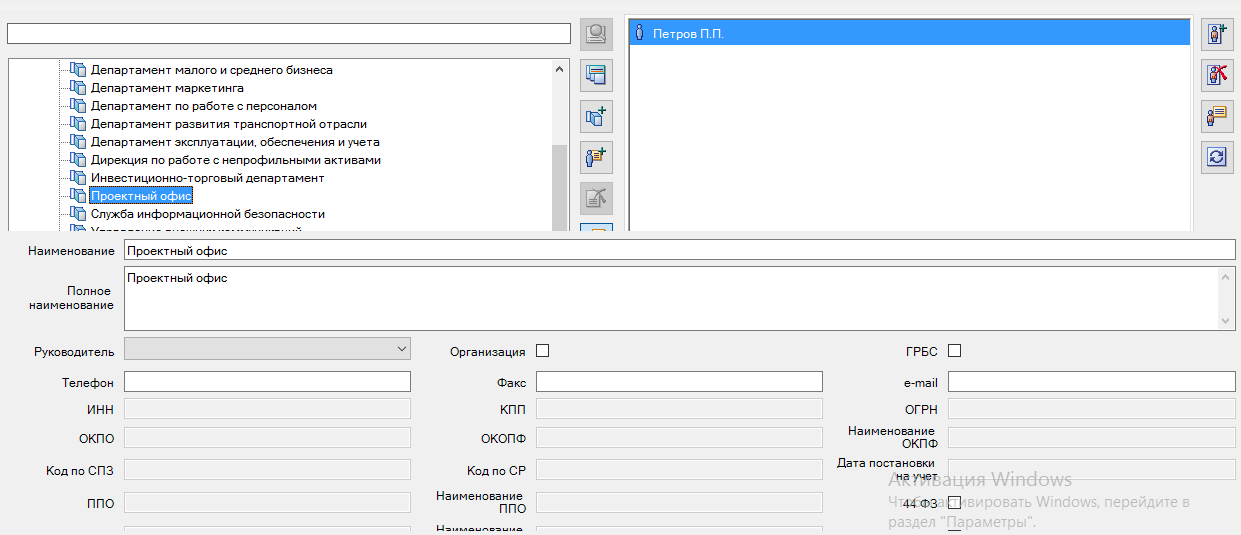 Петров П.П.
Департамент малого и среднего бизнеса
Департамент маркетинга
Департамент по работе с персоналом
Департамент развития транспортной отрасли
Департамент эксплуатации, обеспечения и учета
Дирекция по работе с непрофильными активами
Инвестиционно-торговый департамент
Проектный офис
Служба информационной безопасности
Наименование Проектный офис
Полное
наименование
Проектный офис
Руководитель Организация ГРБС
Телефон Факс e-mail
ИНН КПП ОГРН
ОКПО ОКОПФ Наименование
ОКПФ
Код по СПЗ Код по СР Дата постановки
на учет
Активация Windows
ППО Наименование
ППО
44 ФЗ
Чтобы активировать Windows, перейдите в
раздел "Параметры".
Наименование